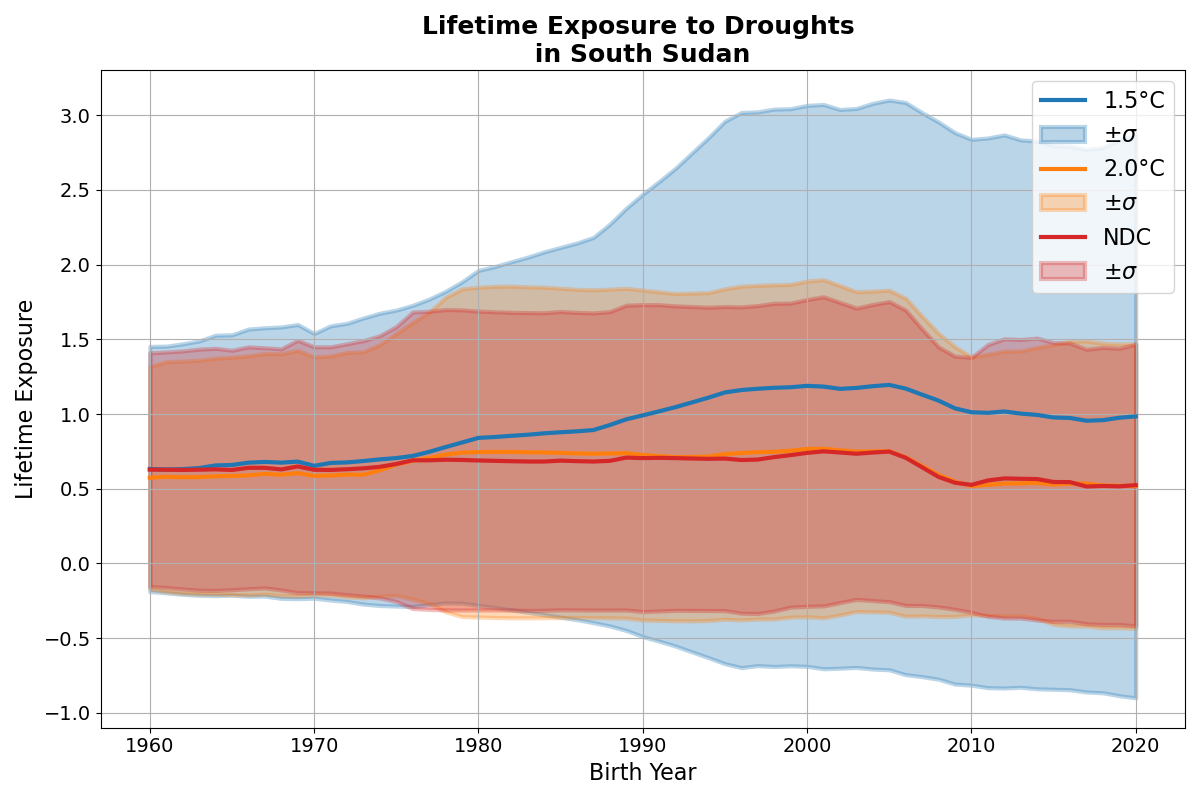 Lifetime Exposure to Droughts
in South Sudan
Lifetime Exposure
3.0
2.5
2.0
1.5
1.0
0.5
0.0
−0.5
−1.0
1960
1970
1980
1990
2000
2010
2020
Birth Year
1.5°C
±σ
2.0°C
±σ
NDC
±σ